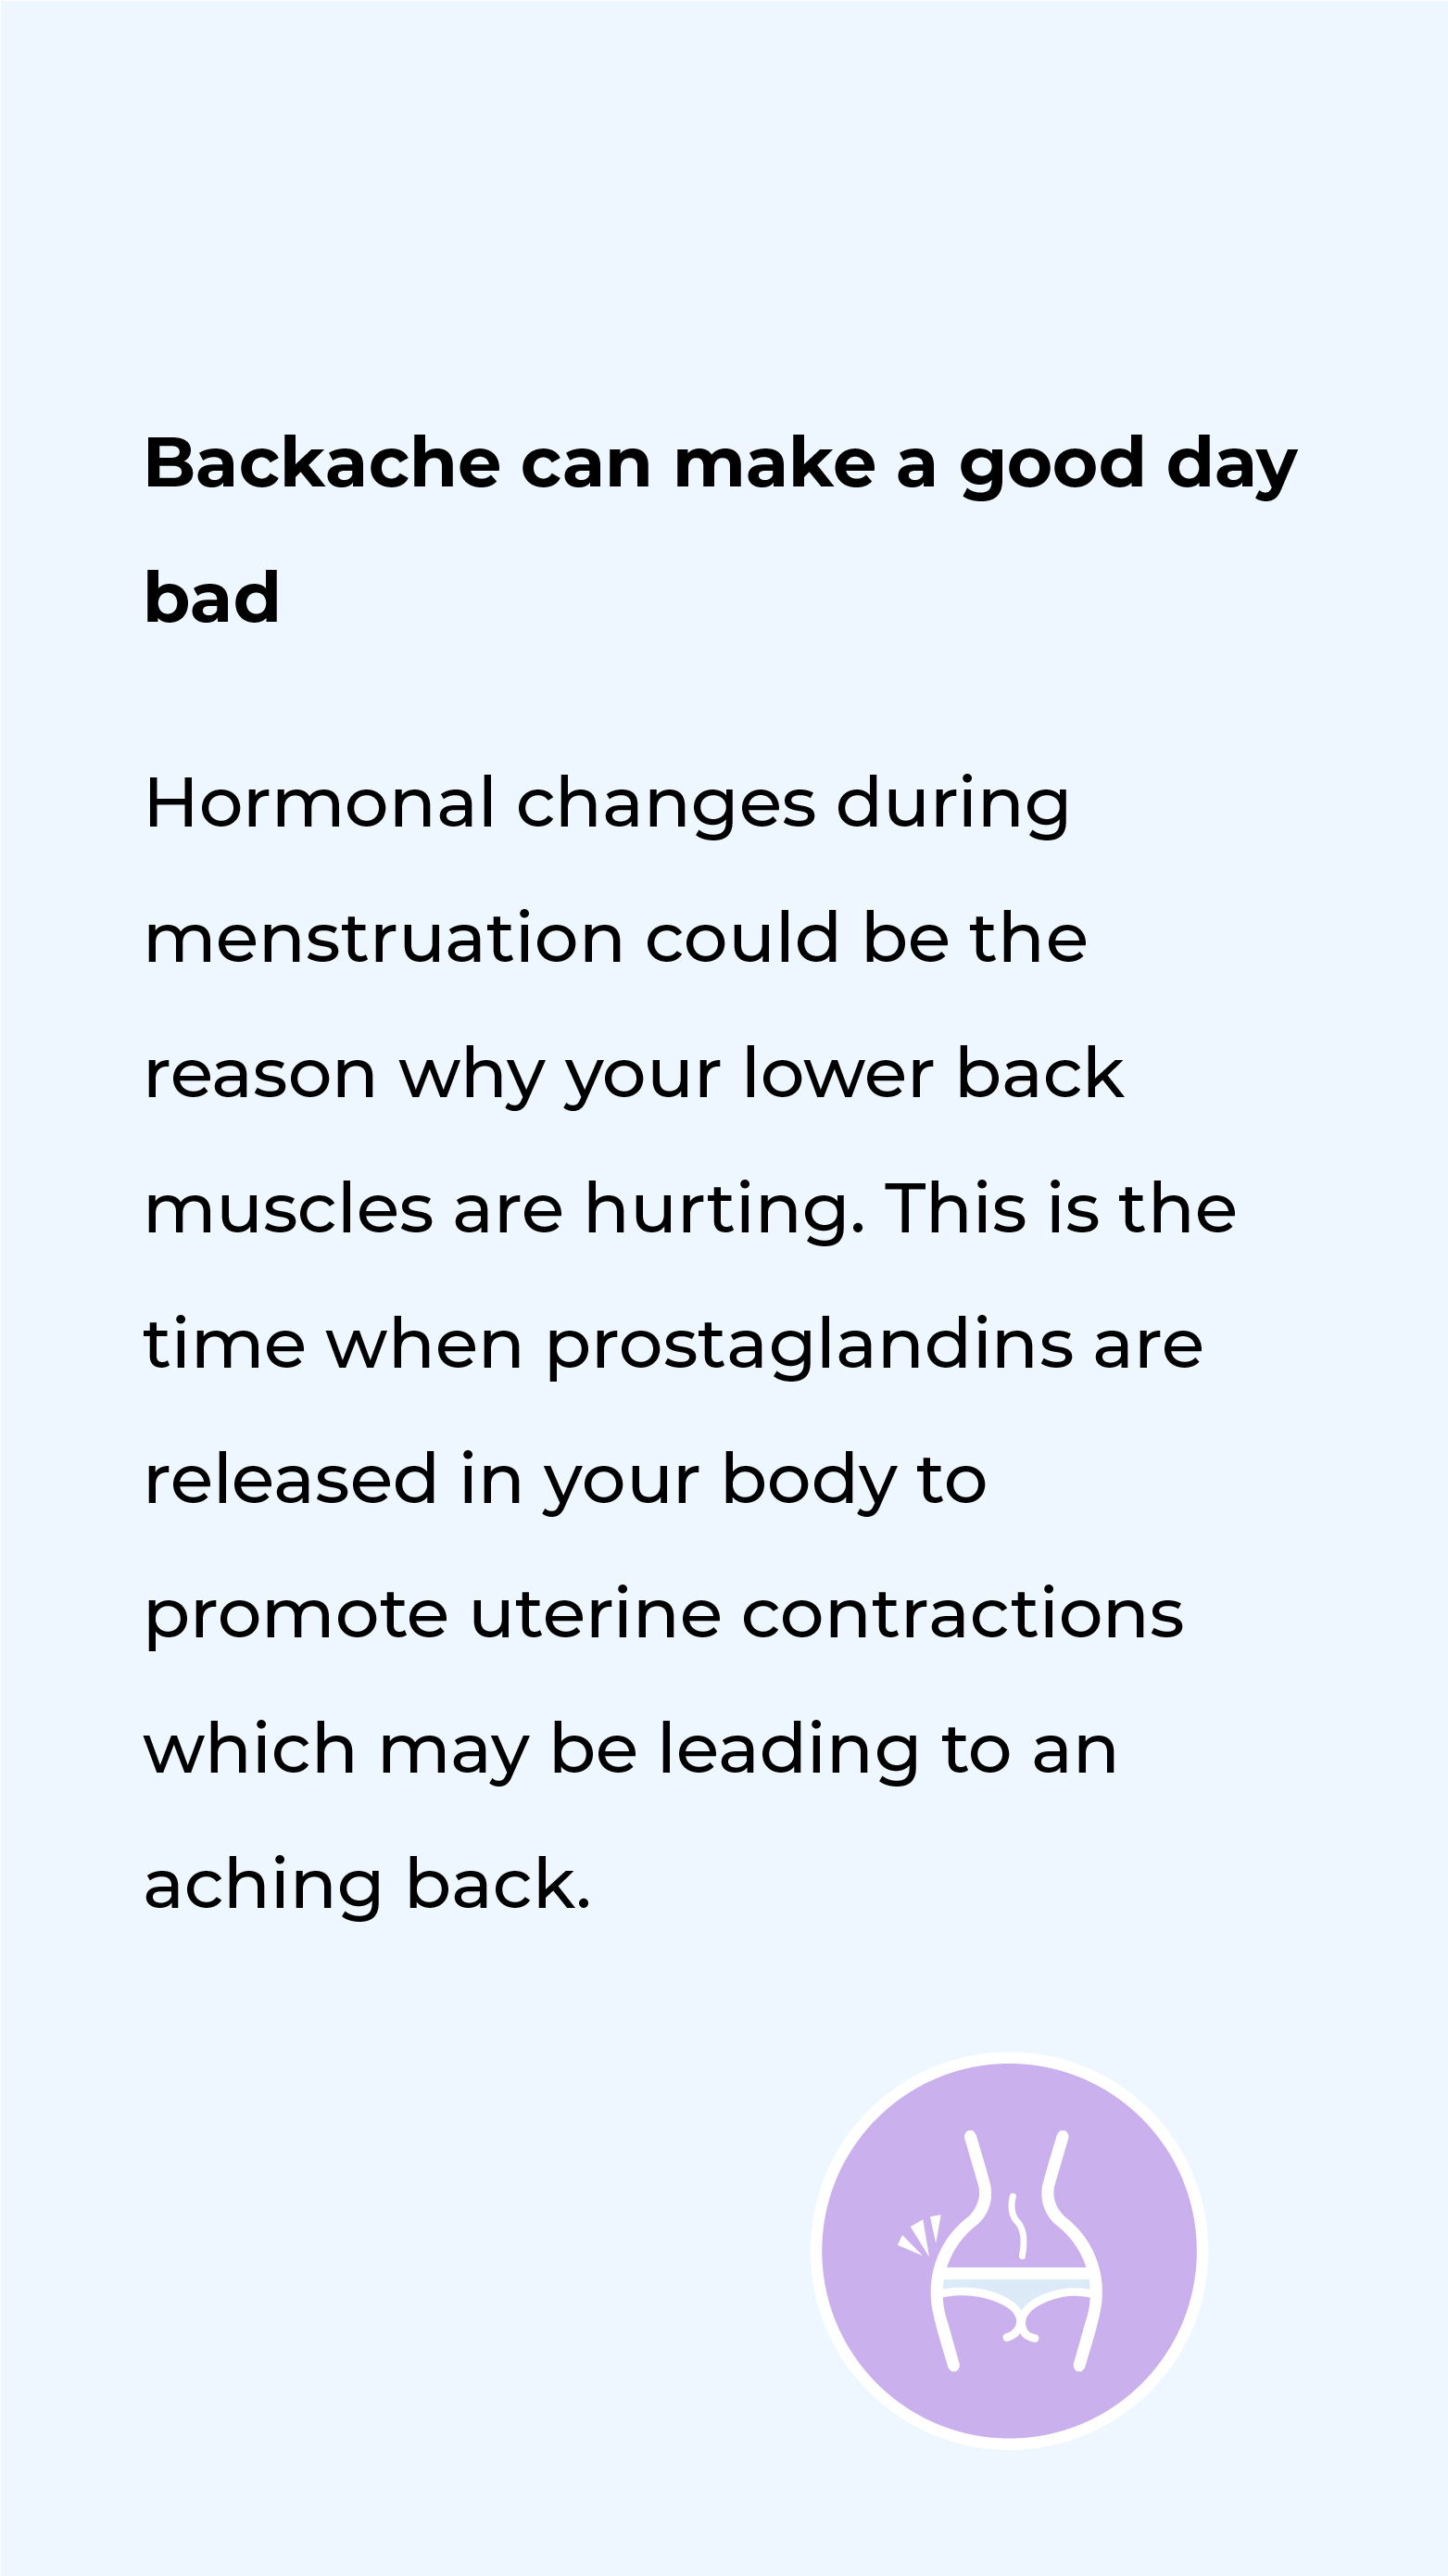 Backache can make a good day
bad
Hormonal changes during
menstruation could be the
reason why your lower back
muscles are hurting. This is the
time when prostaglandins are
released in your body to
promote uterine contractions
which may be leading to an
aching back.